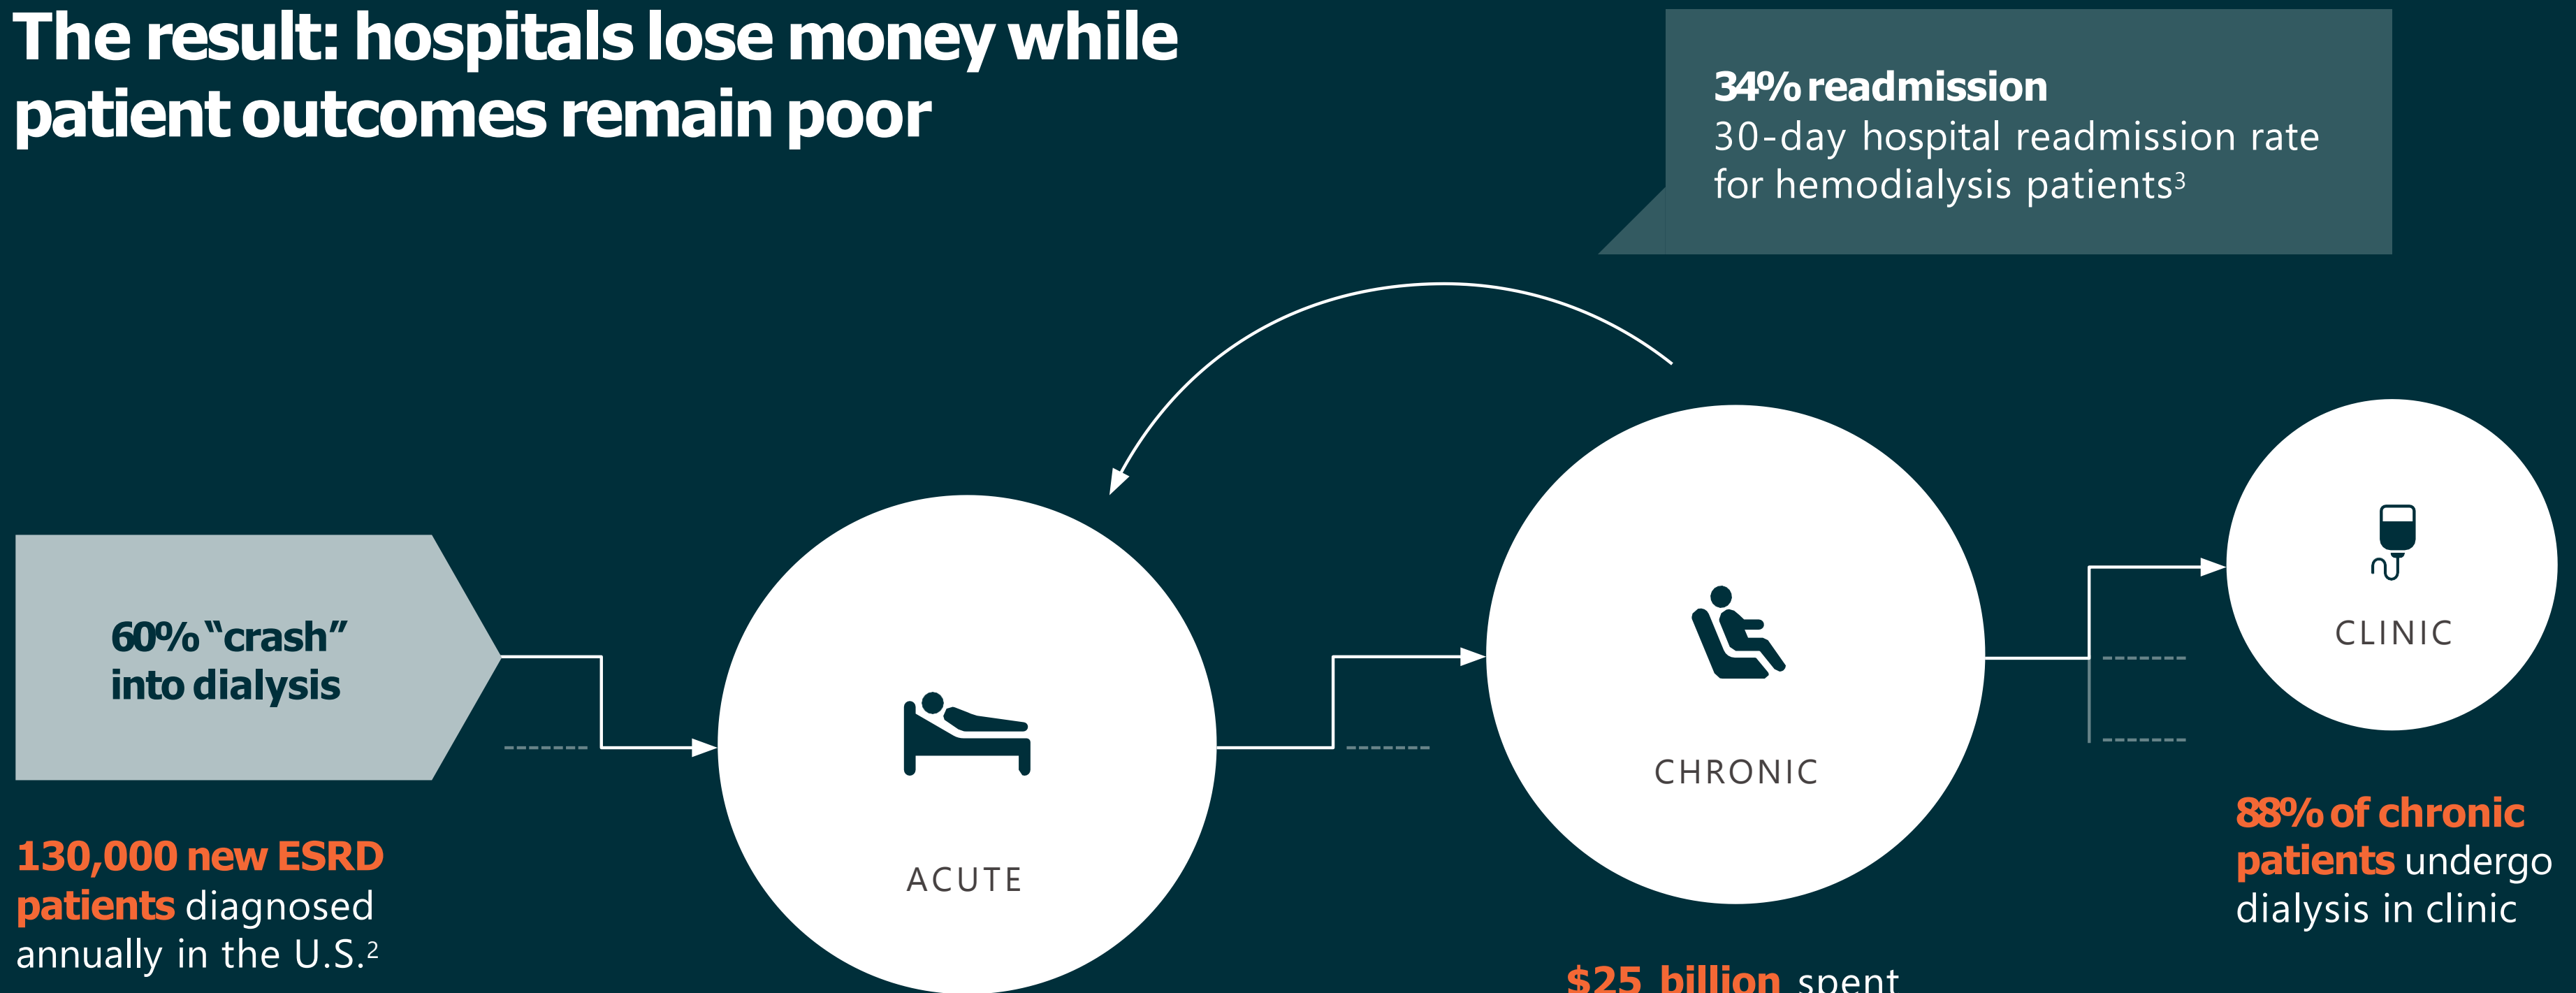 The result: hospitals lose money while
patient outcomes remain poor
34% readmission
30-day hospital readmission rate
for hemodialysis patients3
60% “crash”
into dialysis
130,000 new ESRD
patients diagnosed
annually in the U.S.2
ACUTE
CHRONIC
$25 billion spent
CLINIC
88% of chronic
patients undergo
dialysis in clinic